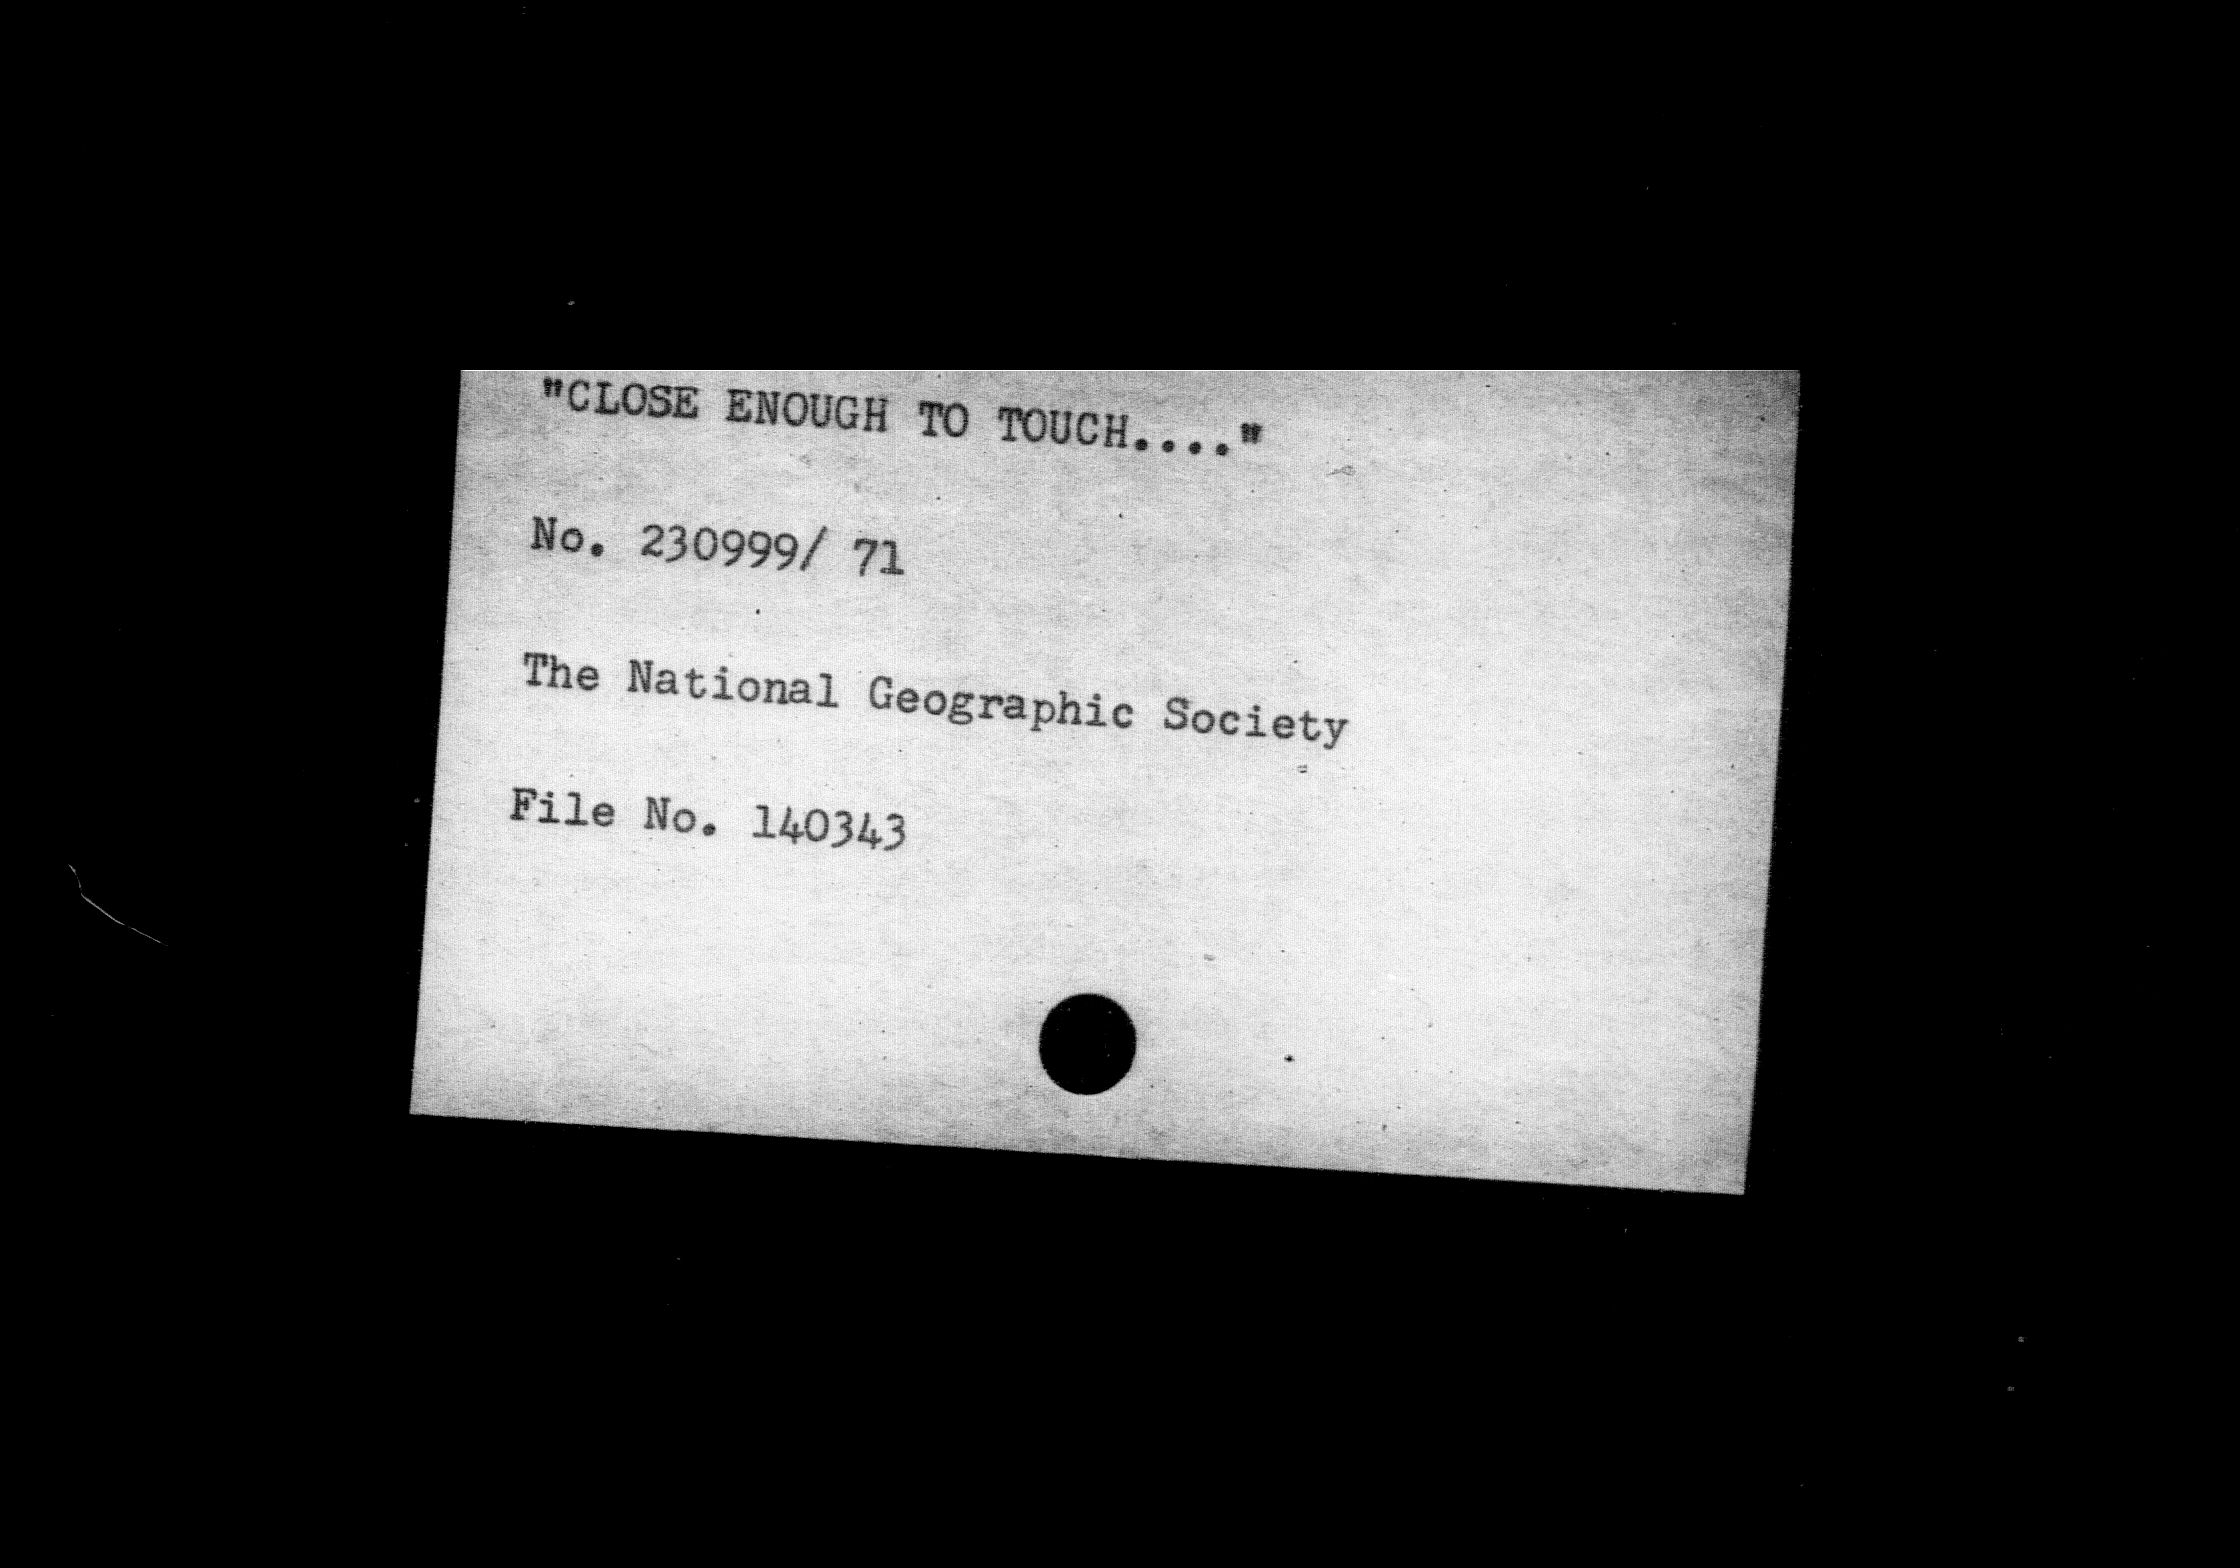 "CLOSE ENOUGH TO TOUCH...."
No. 230999/ 71
The National Geographic Society
File No. 140343